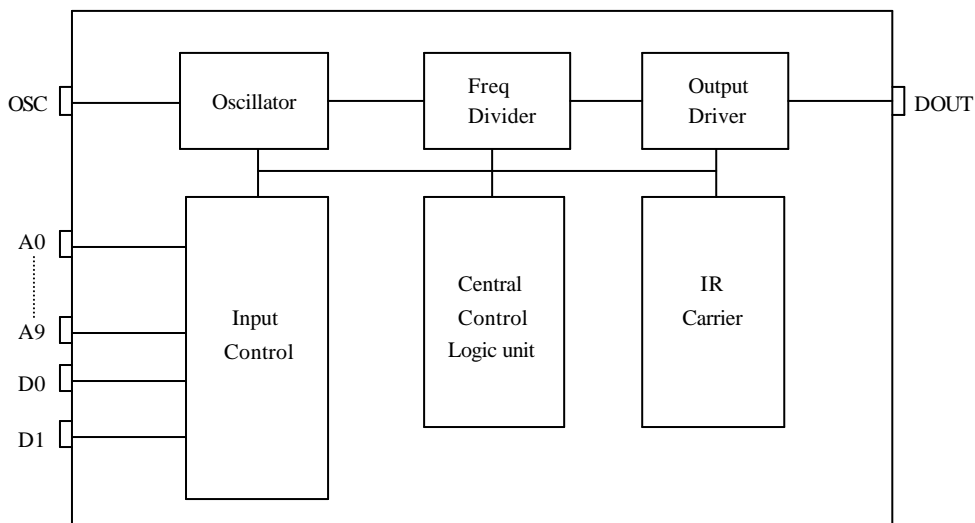 OSC
Oscillator
Freq
Divider
Output
Driver
DOUT
A0
A9
D0
D1
Input
Control
Central
Control
Logic unit
IR
Carrier